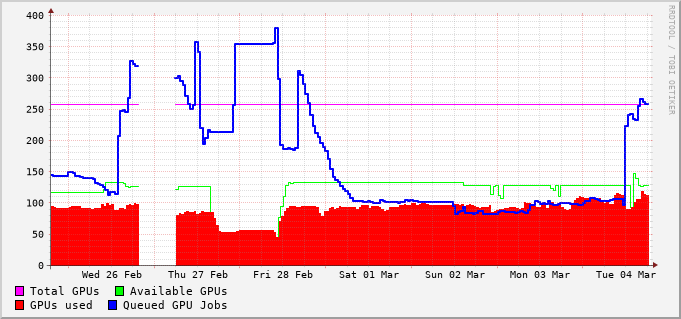 400
350
300
250
200
150
100
50
0
Wed 26 Feb Thu 27 Feb Fri 28 Feb Sat 01 Mar Sun 02 Mar Mon 03 Mar Tue 04 Mar
Total GPUs Available GPUs
GPUs used Queued GPU Jobs
RRDTOOL / TOBI OETIKER